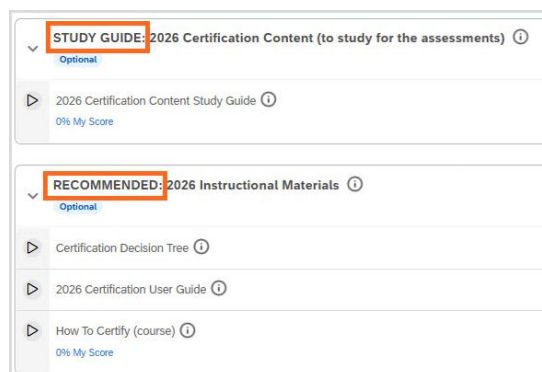 STUDY GUIDE: 2026 Certification Content (to study for the assessments)
Optional
2026 Certification Content Study Guide
0% My Score
RECOMMENDED: 2026 Instructional Materials
Optional
Certification Decision Tree
2026 Certification User Guide
How To Certify (course)
0% My Score